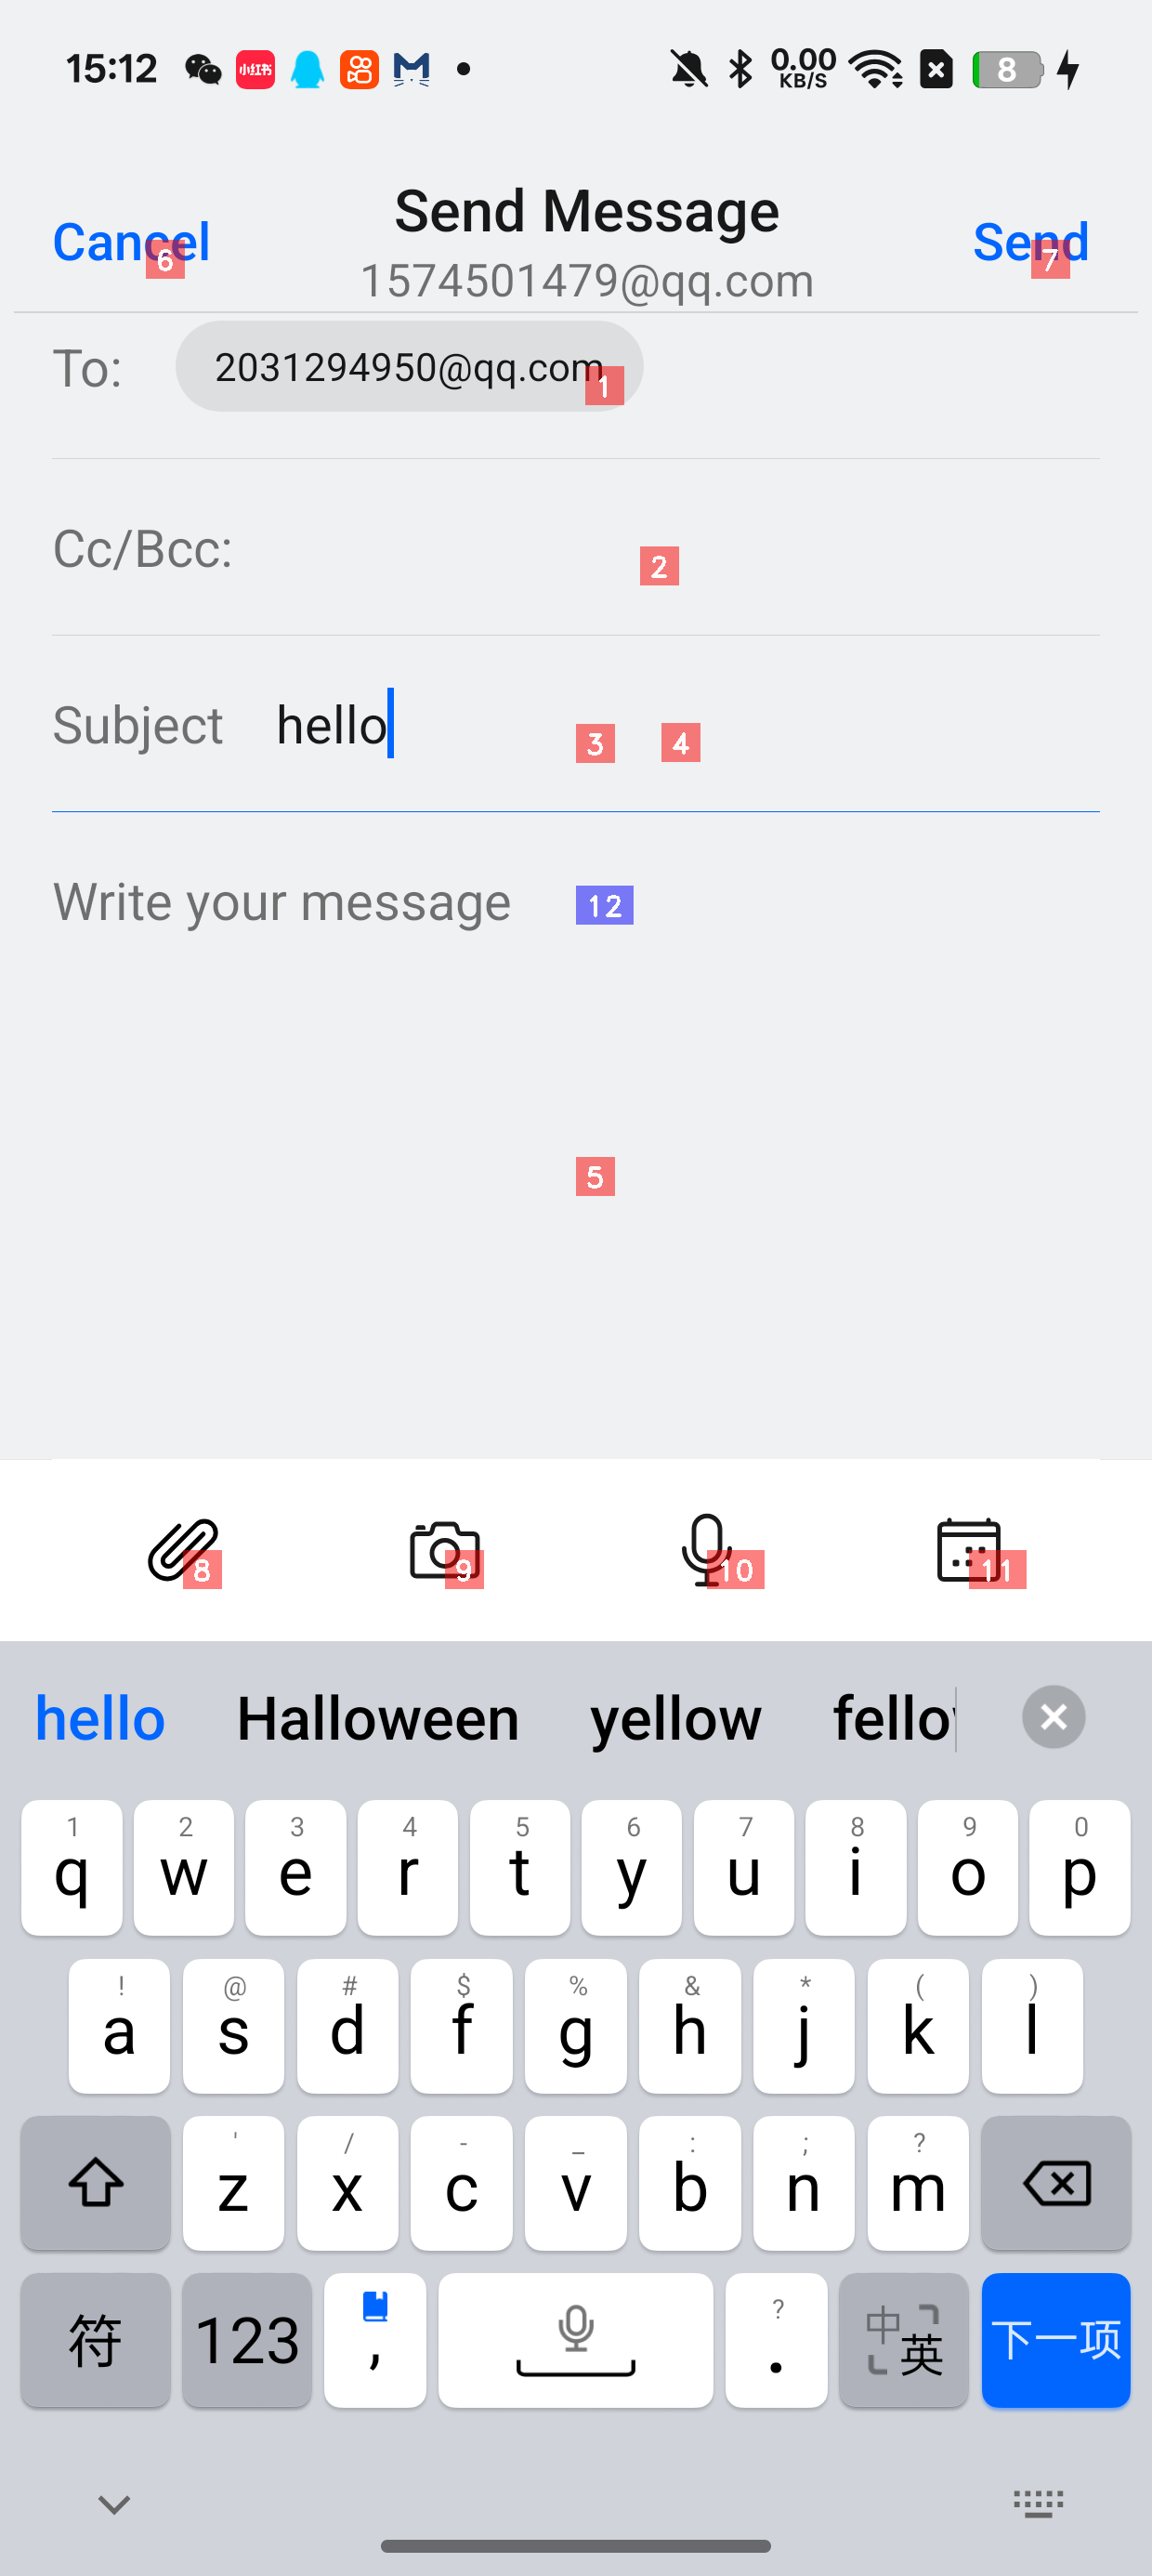 15:12 小红书 0.00 KB/S 8
Send Message
Cancel 6
Send 7
1574501479@qq.com
To: 2031294950@qq.com 1
Cc/Bcc: 2
Subject hello 3 4
Write your message 12
5
8 9 10 11
hello Halloween yellow fello
1 2 3 4 5 6 7 8 9 0
q w e r t y u i o p
! @ # $ % & * ( )
a s d f g h j k l
' / - _ : ; ?
z x c v b n m
符 123 , ? . 中 英 下一项